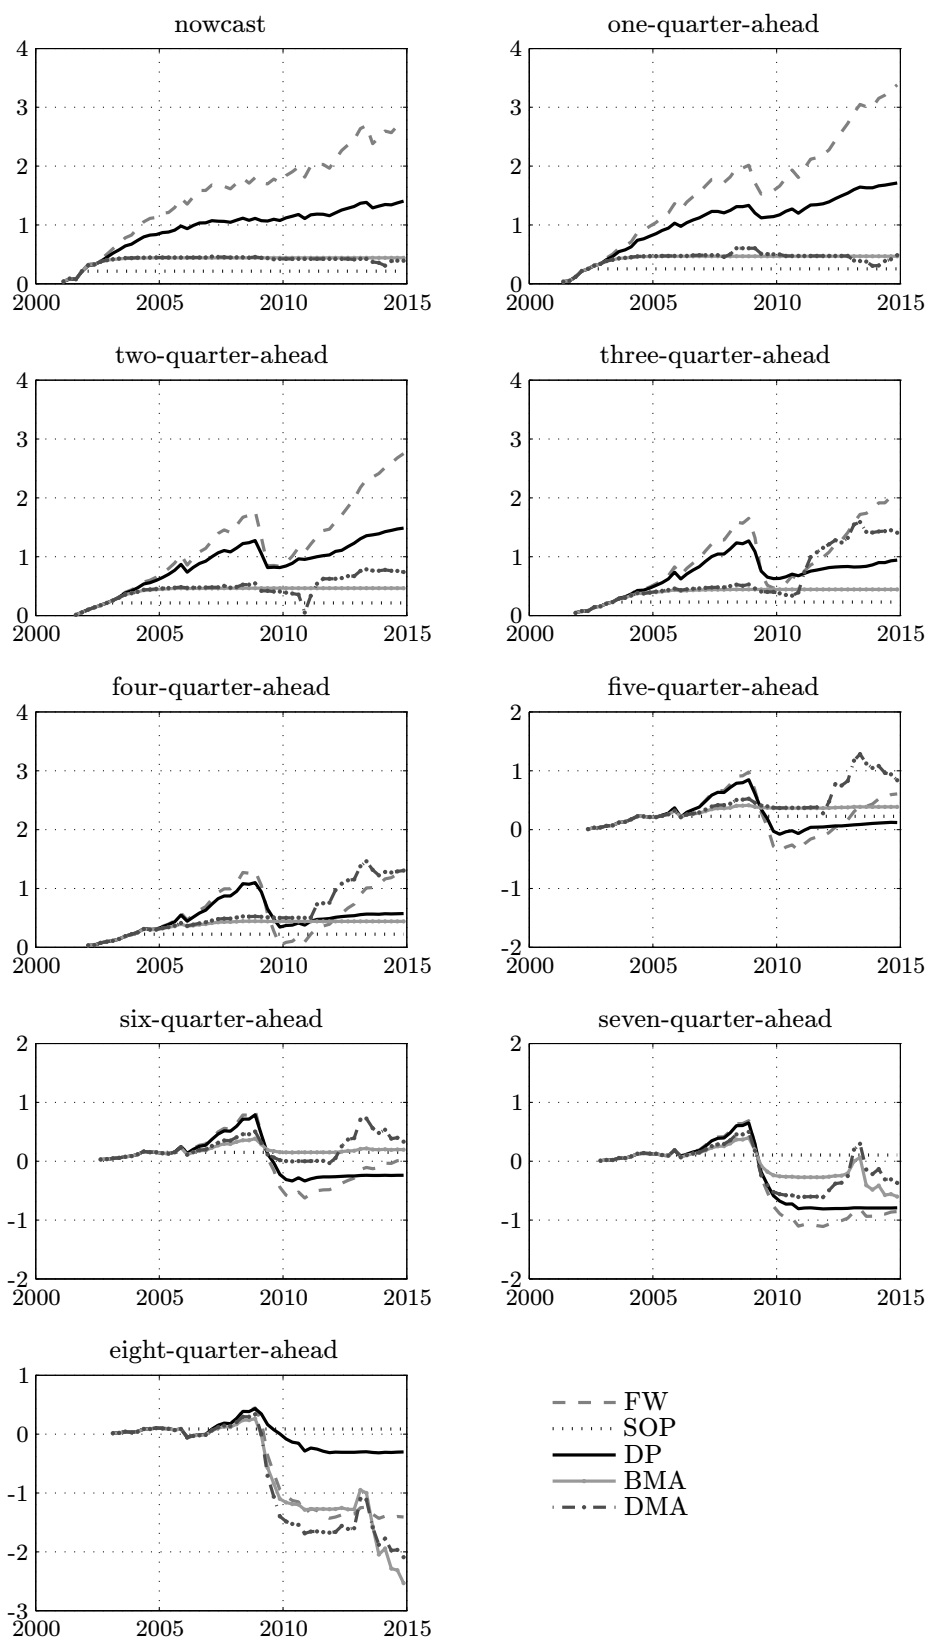 nowcast
4
3
2
1
0
2000 2005 2010 2015
one-quarter-ahead
4
3
2
1
0
2000 2005 2010 2015
two-quarter-ahead
4
3
2
1
0
2000 2005 2010 2015
three-quarter-ahead
4
3
2
1
0
2000 2005 2010 2015
four-quarter-ahead
4
3
2
1
0
2000 2005 2010 2015
five-quarter-ahead
2
1
0
-1
-2
2000 2005 2010 2015
six-quarter-ahead
2
1
0
-1
-2
2000 2005 2010 2015
seven-quarter-ahead
2
1
0
-1
-2
2000 2005 2010 2015
eight-quarter-ahead
1
0
-1
-2
-3
2000 2005 2010 2015
FW
SOP
DP
BMA
DMA